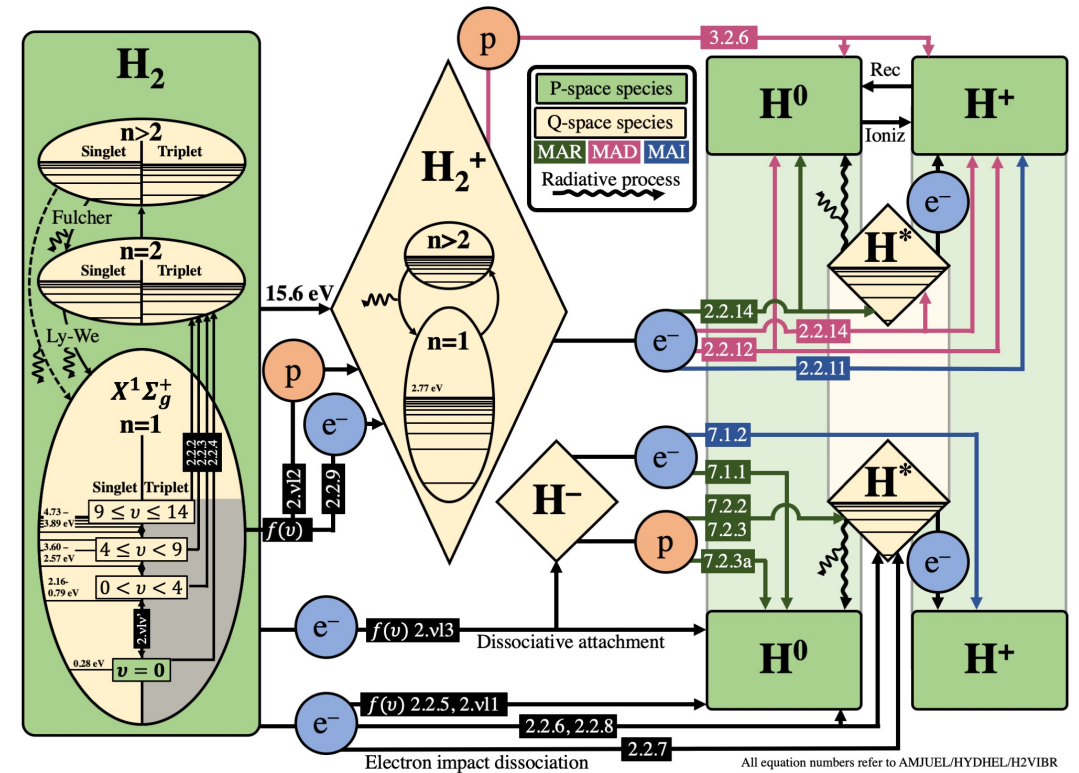 H₂
n>2
Singlet Triplet
Fulcher
n=2
Singlet Triplet
Ly-We
X¹Σg⁺
n=1
2.2.2
2.2.3
2.2.4
Singlet Triplet
4.73–
3.89 eV
9 ≤ υ ≤ 14
3.60 –
2.57 eV
4 ≤ υ < 9
2.16-
0.79 eV
0 < υ < 4
2.vlv'
0.28 eV
υ = 0
15.6 eV
p
2.vl2
e⁻
2.2.9
f(υ)
H₂⁺
n>2
n=1
2.77 eV
p
3.2.6
P-space species
Q-space species
MAR MAD MAI
Radiative process
H⁰
Rec
Ioniz
H⁺
e⁻
H*
e⁻
2.2.14
2.2.14
2.2.12
2.2.11
H⁻
e⁻
7.1.2
7.1.1
p
7.2.2
7.2.3
7.2.3a
H*
e⁻
H⁰
H⁺
e⁻
f(υ) 2.vl3
Dissociative attachment
e⁻
f(υ) 2.2.5, 2.vl1
2.2.6, 2.2.8
2.2.7
Electron impact dissociation
All equation numbers refer to AMJUEL/HYDHEL/H2VIBR